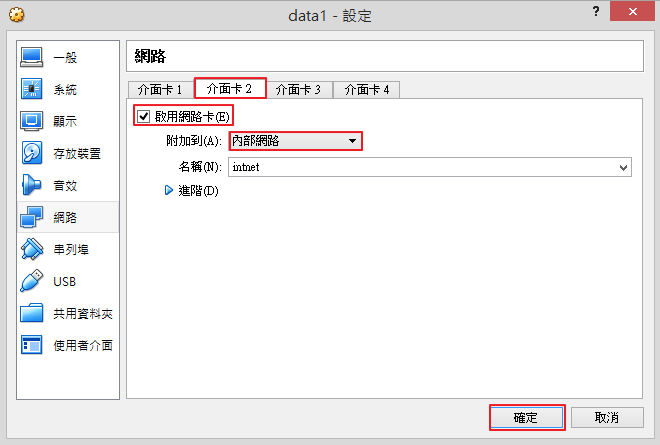 data1 - 設定
?
一般
系統
顯示
存放裝置
音效
網路
串列埠
USB
共用資料夾
使用者介面
網路
介面卡 1 介面卡 2 介面卡 3 介面卡 4
啟用網路卡(E)
附加到(A): 內部網路
名稱(N): intnet
進階(D)
確定 取消